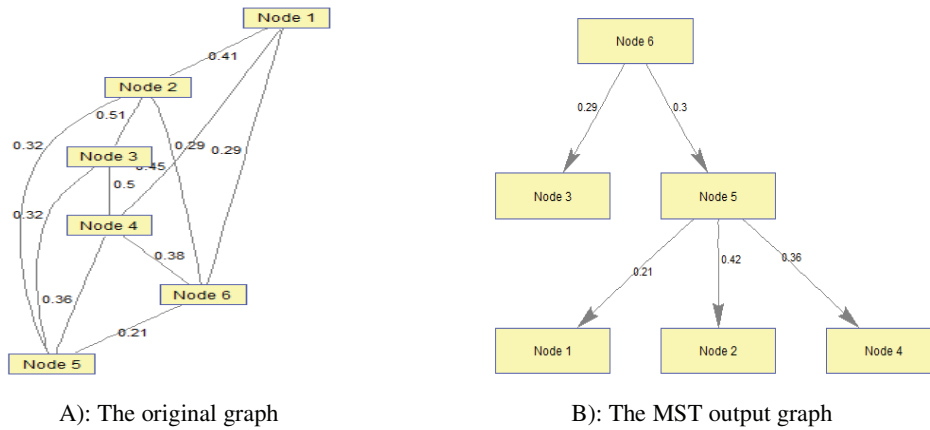 Node 1
0.41
Node 2
0.51
0.32
0.29
0.29
Node 3
0.45
0.5
0.32
Node 4
0.38
0.36
Node 6
0.21
Node 5
A): The original graph
Node 6
0.29
0.3
Node 3
Node 5
0.21
0.42
0.36
Node 1
Node 2
Node 4
B): The MST output graph